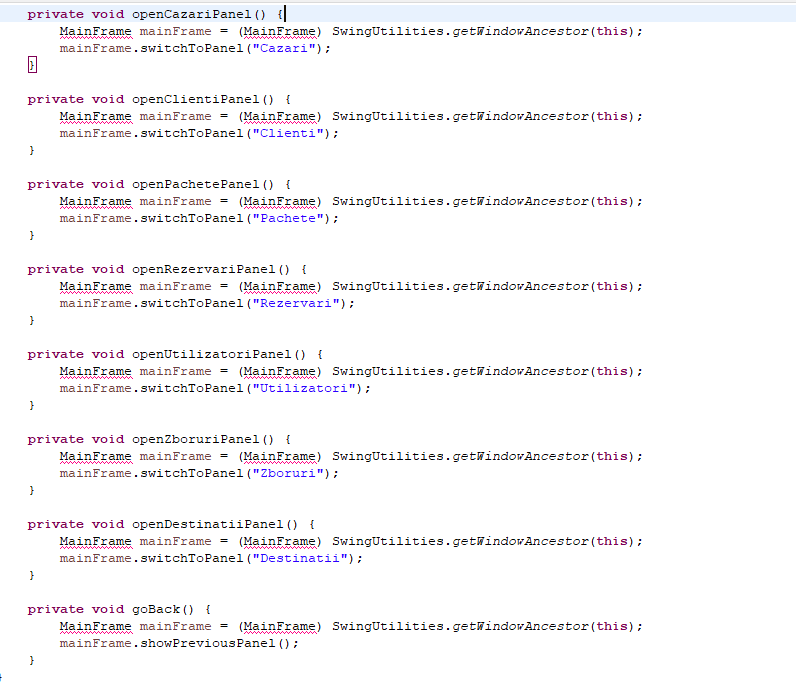 private void openCazariPanel() {
MainFrame mainFrame = (MainFrame) SwingUtilities.getWindowAncestor(this);
mainFrame.switchToPanel("Cazari");
}
private void openClientiPanel() {
MainFrame mainFrame = (MainFrame) SwingUtilities.getWindowAncestor(this);
mainFrame.switchToPanel("Clienti");
}
private void openPachetePanel() {
MainFrame mainFrame = (MainFrame) SwingUtilities.getWindowAncestor(this);
mainFrame.switchToPanel("Pachete");
}
private void openRezervariPanel() {
MainFrame mainFrame = (MainFrame) SwingUtilities.getWindowAncestor(this);
mainFrame.switchToPanel("Rezervari");
}
private void openUtilizatoriPanel() {
MainFrame mainFrame = (MainFrame) SwingUtilities.getWindowAncestor(this);
mainFrame.switchToPanel("Utilizatori");
}
private void openZboruriPanel() {
MainFrame mainFrame = (MainFrame) SwingUtilities.getWindowAncestor(this);
mainFrame.switchToPanel("Zboruri");
}
private void openDestinatiiPanel() {
MainFrame mainFrame = (MainFrame) SwingUtilities.getWindowAncestor(this);
mainFrame.switchToPanel("Destinatii");
}
private void goBack() {
MainFrame mainFrame = (MainFrame) SwingUtilities.getWindowAncestor(this);
mainFrame.showPreviousPanel();
}
}